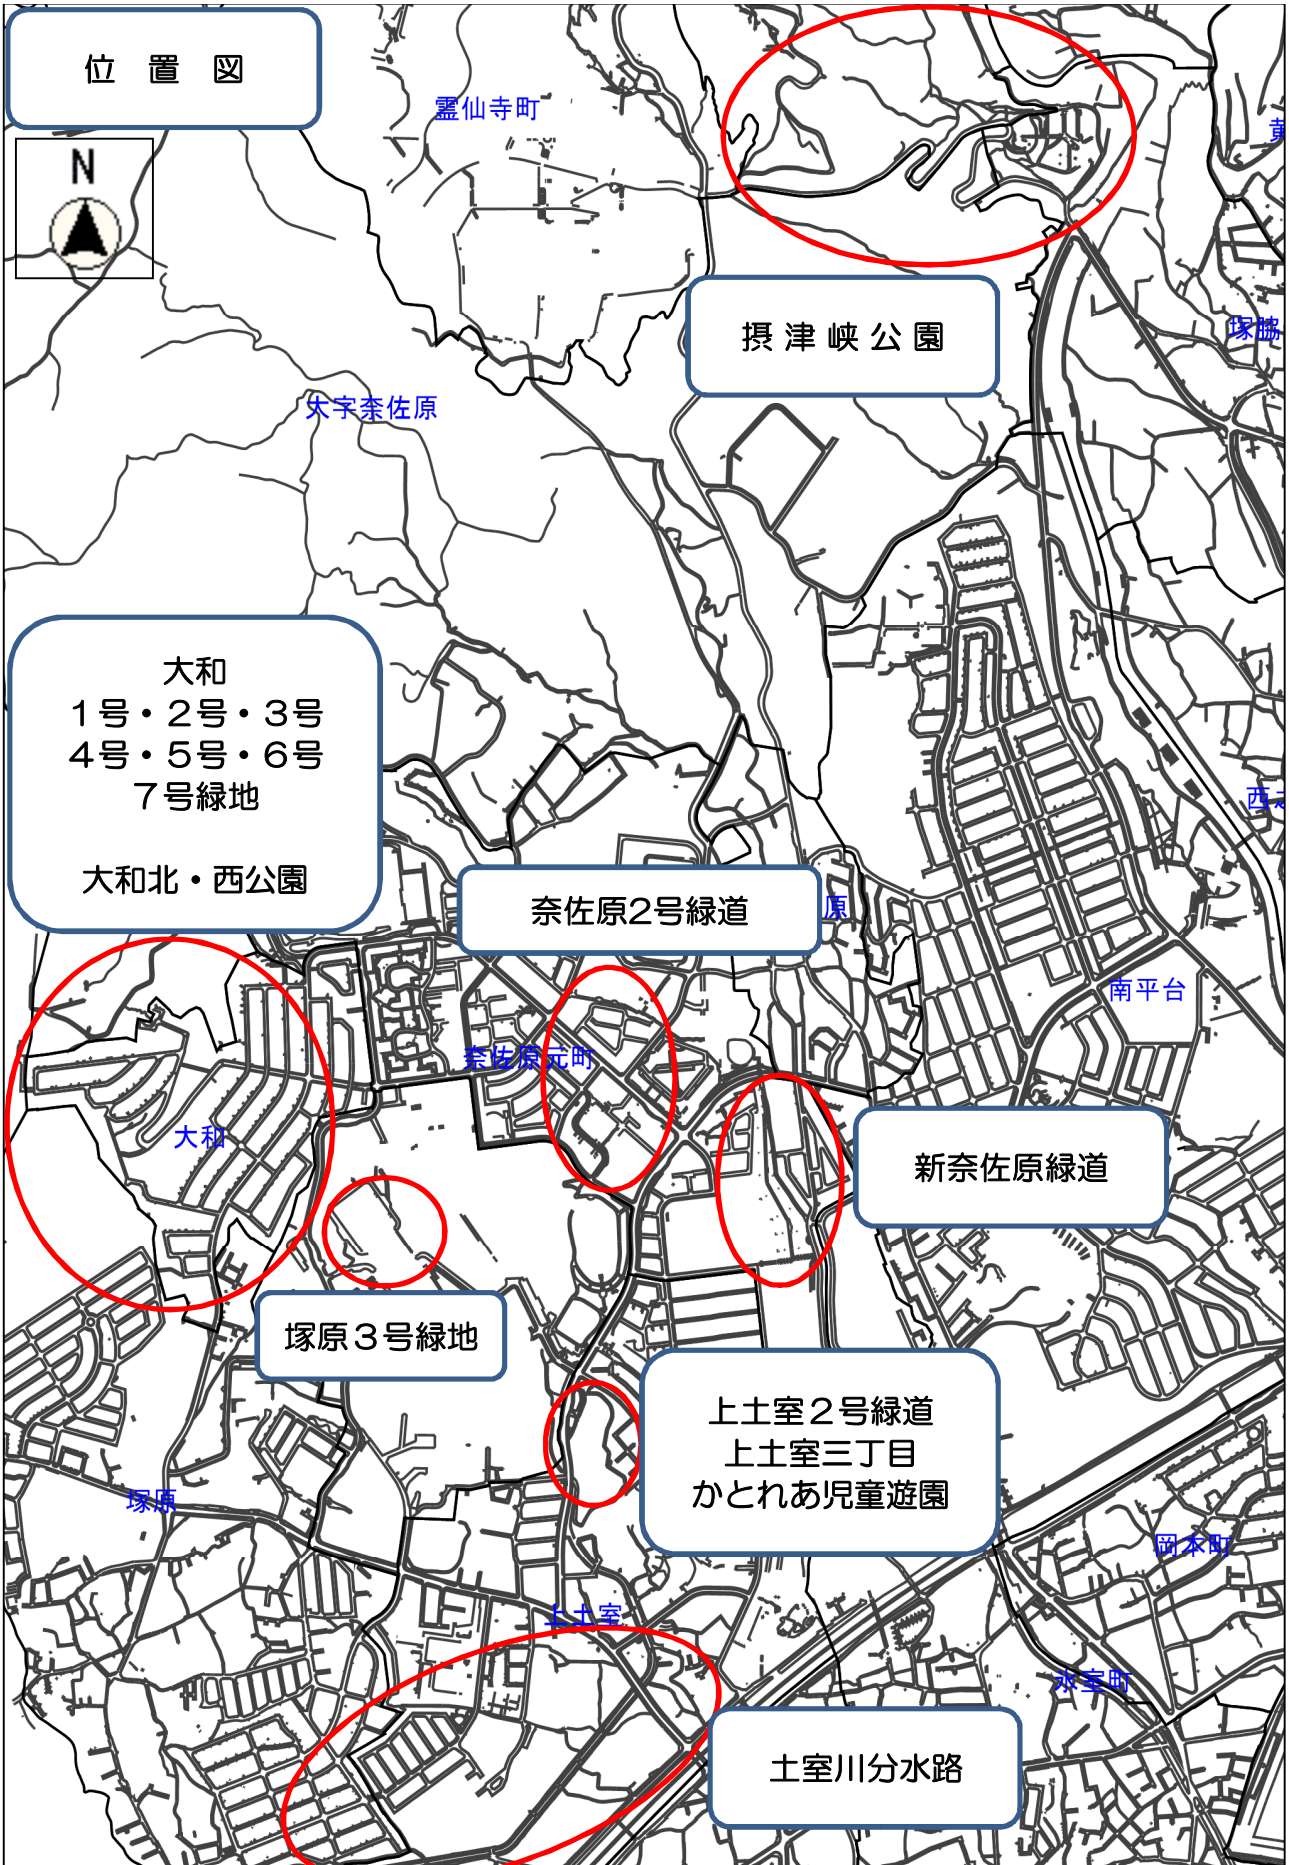 位置図
N
霊仙寺町
摂津峡公園
塚脇
大字奈佐原
大和
1号・2号・3号
4号・5号・6号
7号緑地
大和北・西公園
奈佐原2号緑道
原
南平台
奈佐原元町
大和
新奈佐原緑道
塚原3号緑地
上土室2号緑道
上土室三丁目
かとれあ児童遊園
塚原
岡本町
上土室
氷室町
土室川分水路